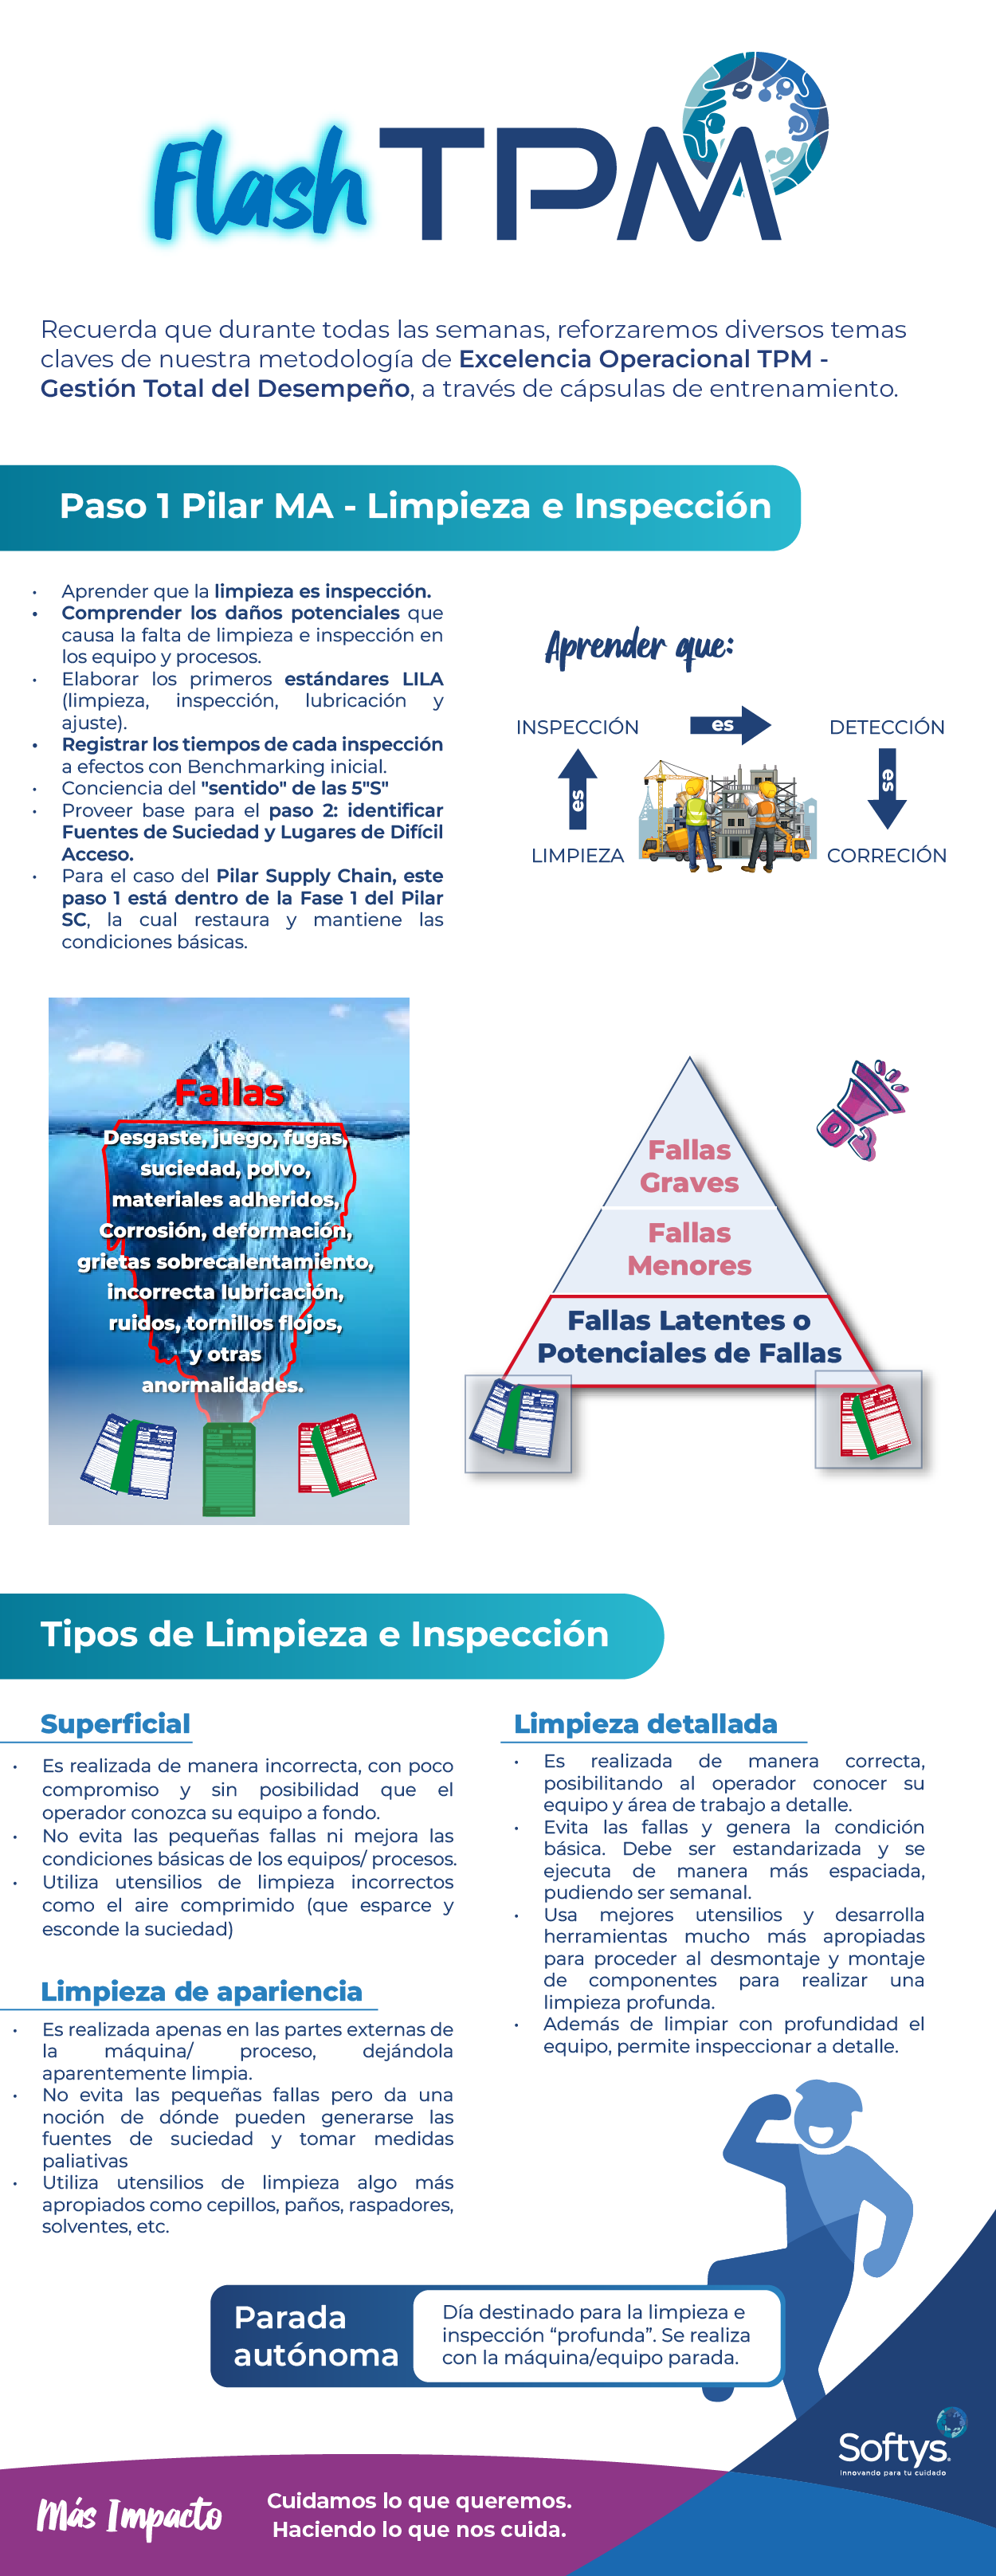 Flash TPM
Recuerda que durante todas las semanas, reforzaremos diversos temas
claves de nuestra metodología de Excelencia Operacional TPM -
Gestión Total del Desempeño, a través de cápsulas de entrenamiento.
Paso 1 Pilar MA - Limpieza e Inspección
• Aprender que la limpieza es inspección.
• Comprender los daños potenciales que
causa la falta de limpieza e inspección en
los equipo y procesos.
• Elaborar los primeros estándares LILA
(limpieza, inspección, lubricación y
ajuste).
• Registrar los tiempos de cada inspección
a efectos con Benchmarking inicial.
• Conciencia del "sentido" de las 5"S"
• Proveer base para el paso 2: identificar
Fuentes de Suciedad y Lugares de Difícil
Acceso.
• Para el caso del Pilar Supply Chain, este
paso 1 está dentro de la Fase 1 del Pilar
SC, la cual restaura y mantiene las
condiciones básicas.
Aprender que:
INSPECCIÓN
es
DETECCIÓN
es
es
LIMPIEZA
CORRECIÓN
Fallas
Desgaste, juego, fugas,
suciedad, polvo,
materiales adheridos,
Corrosión, deformación,
grietas sobrecalentamiento,
incorrecta lubricación,
ruidos, tornillos flojos,
y otras
anormalidades.
Fallas
Graves
Fallas
Menores
Fallas Latentes o
Potenciales de Fallas
Tipos de Limpieza e Inspección
Superficial
• Es realizada de manera incorrecta, con poco
compromiso y sin posibilidad que el
operador conozca su equipo a fondo.
• No evita las pequeñas fallas ni mejora las
condiciones básicas de los equipos/ procesos.
• Utiliza utensilios de limpieza incorrectos
como el aire comprimido (que esparce y
esconde la suciedad)
Limpieza de apariencia
• Es realizada apenas en las partes externas de
la máquina/ proceso, dejándola
aparentemente limpia.
• No evita las pequeñas fallas pero da una
noción de dónde pueden generarse las
fuentes de suciedad y tomar medidas
paliativas
• Utiliza utensilios de limpieza algo más
apropiados como cepillos, paños, raspadores,
solventes, etc.
Limpieza detallada
• Es realizada de manera correcta,
posibilitando al operador conocer su
equipo y área de trabajo a detalle.
• Evita las fallas y genera la condición
básica. Debe ser estandarizada y se
ejecuta de manera más espaciada,
pudiendo ser semanal.
• Usa mejores utensilios y desarrolla
herramientas mucho más apropiadas
para proceder al desmontaje y montaje
de componentes para realizar una
limpieza profunda.
• Además de limpiar con profundidad el
equipo, permite inspeccionar a detalle.
Parada
autónoma
Día destinado para la limpieza e
inspección “profunda”. Se realiza
con la máquina/equipo parada.
Softys.
Innovando para tu cuidado
Más Impacto
Cuidamos lo que queremos.
Haciendo lo que nos cuida.